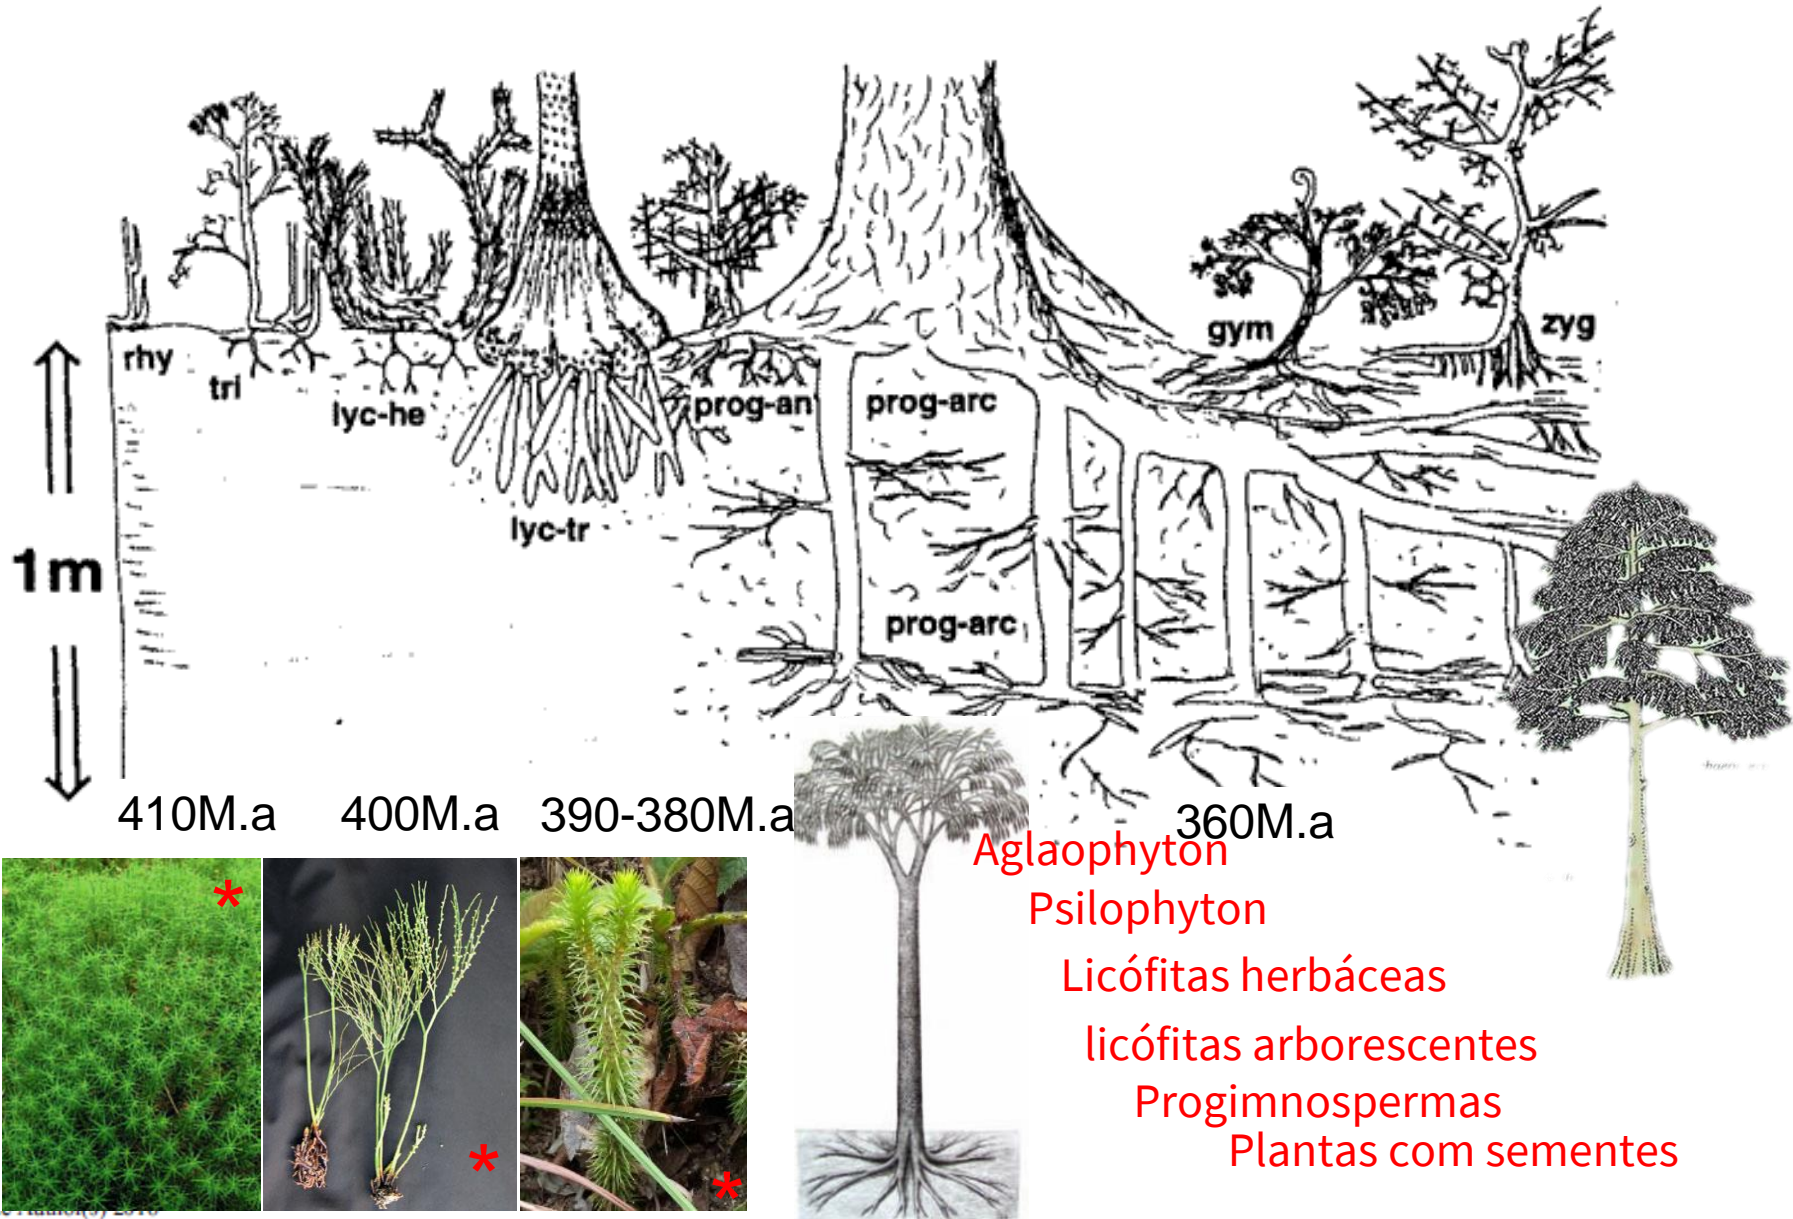 gym
zyg
rhy
tri
lyc-he
prog-an
prog-arc
lyc-tr
1m
prog-arc
410M.a
400M.a
390-380M.a
360M.a
Aglaophyton
Psilophyton
Licófitas herbáceas
licófitas arborescentes
Progimnospermas
Plantas com sementes
*
*
*